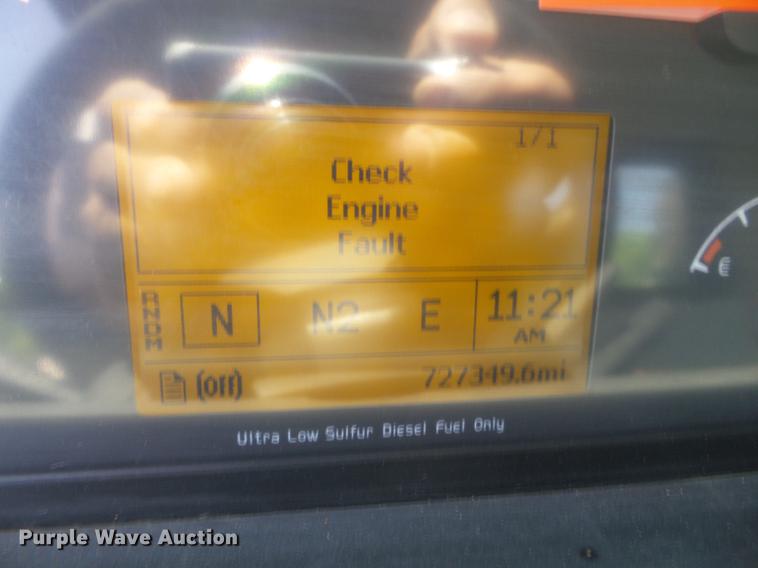 1/1
Check
Engine
Fault
RNDM N N2 E 11:21
AM
(Off) 727349.6mi
Ultra Low Sulfur Diesel Fuel Only
E
Purple Wave Auction